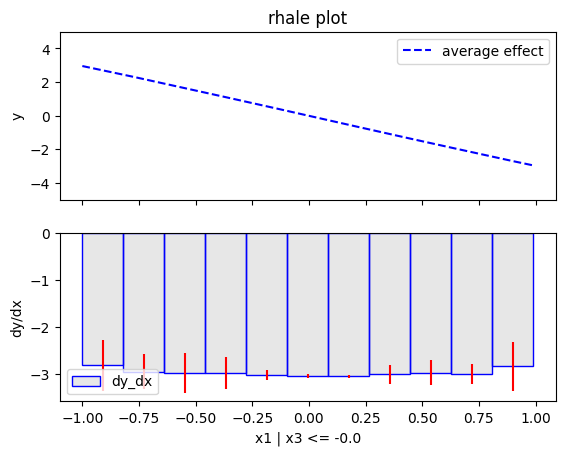 rhale plot
4
2
0
−2
−4
y
average effect
0
−1
−2
−3
dy/dx
dy_dx
−1.00 −0.75 −0.50 −0.25 0.00 0.25 0.50 0.75 1.00
x1 | x3 <= -0.0